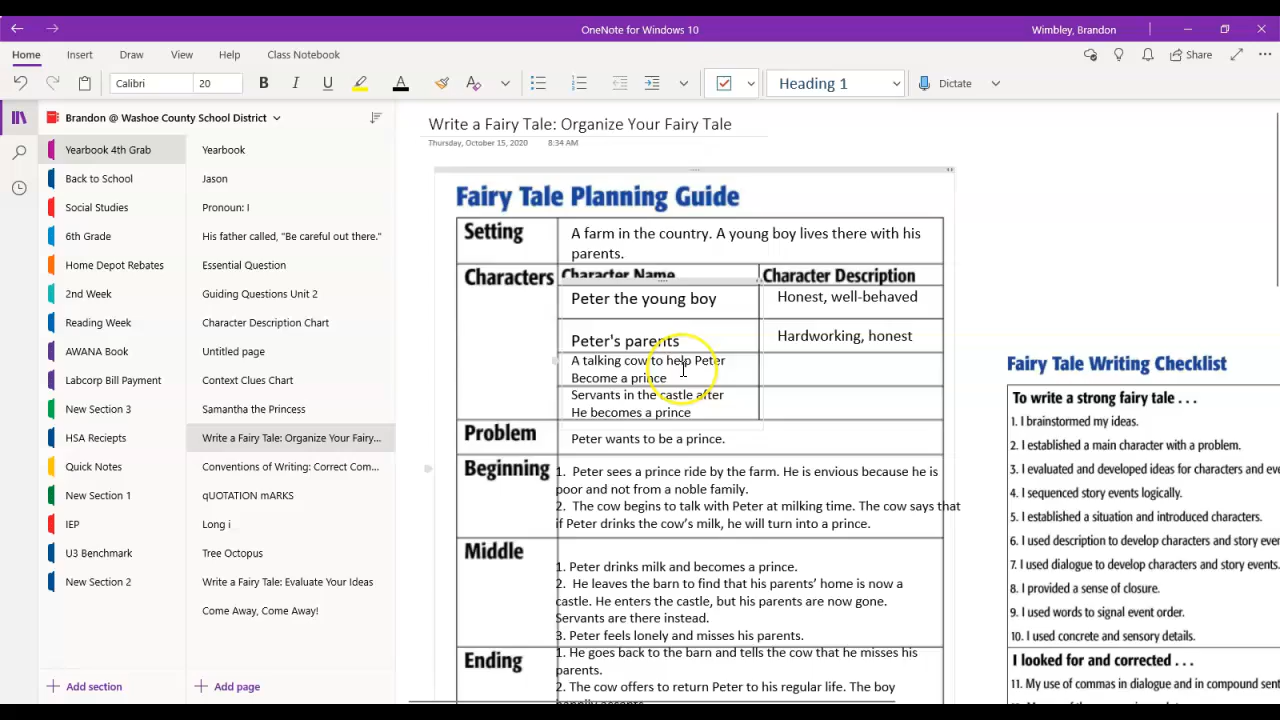 OneNote for Windows 10
Wimbley, Brandon
Home Insert Draw View Help Class Notebook
Share
Calibri 20 B I U A Heading 1 Dictate
Brandon @ Washoe County School District
Yearbook 4th Grab
Back to School
Social Studies
6th Grade
Home Depot Rebates
2nd Week
Reading Week
AWANA Book
Labcorp Bill Payment
New Section 3
HSA Reciepts
Quick Notes
New Section 1
IEP
U3 Benchmark
New Section 2
Add section
Yearbook
Jason
Pronoun: I
His father called, "Be careful out there."
Essential Question
Guiding Questions Unit 2
Character Description Chart
Untitled page
Context Clues Chart
Samantha the Princess
Write a Fairy Tale: Organize Your Fairy...
Conventions of Writing: Correct Com...
qUOTATION mARKS
Long i
Tree Octopus
Write a Fairy Tale: Evaluate Your Ideas
Come Away, Come Away!
Add page
Write a Fairy Tale: Organize Your Fairy Tale
Thursday, October 15, 2020 8:34 AM
Fairy Tale Planning Guide
Setting
A farm in the country. A young boy lives there with his
parents.
Characters Character Name Character Description
Peter the young boy Honest, well-behaved
Peter's parents Hardworking, honest
A talking cow to help Peter
Become a prince
Servants in the castle after
He becomes a prince
Problem
Peter wants to be a prince.
Beginning
1. Peter sees a prince ride by the farm. He is envious because he is
poor and not from a noble family.
2. The cow begins to talk with Peter at milking time. The cow says that
if Peter drinks the cow's milk, he will turn into a prince.
Middle
1. Peter drinks milk and becomes a prince.
2. He leaves the barn to find that his parents' home is now a
castle. He enters the castle, but his parents are now gone.
Servants are there instead.
3. Peter feels lonely and misses his parents.
Ending
1. He goes back to the barn and tells the cow that he misses his
parents.
2. The cow offers to return Peter to his regular life. The boy
happily accepts.
Fairy Tale Writing Checklist
To write a strong fairy tale . . .
1. I brainstormed my ideas.
2. I established a main character with a problem.
3. I evaluated and developed ideas for characters and eve
4. I sequenced story events logically.
5. I established a situation and introduced characters.
6. I used description to develop characters and story even
7. I used dialogue to develop characters and story events.
8. I provided a sense of closure.
9. I used words to signal event order.
10. I used concrete and sensory details.
I looked for and corrected . . .
11. My use of commas in dialogue and in compound sent